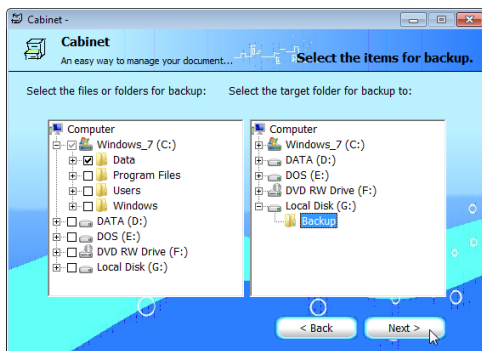 Cabinet -
Cabinet
An easy way to manage your document...
Select the items for backup.
Select the files or folders for backup:
Select the target folder for backup to:
Computer
Windows_7 (C:)
Data
Program Files
Users
Windows
DATA (D:)
DOS (E:)
DVD RW Drive (F:)
Local Disk (G:)
Computer
Windows_7 (C:)
DATA (D:)
DOS (E:)
DVD RW Drive (F:)
Local Disk (G:)
Backup
< Back
Next >